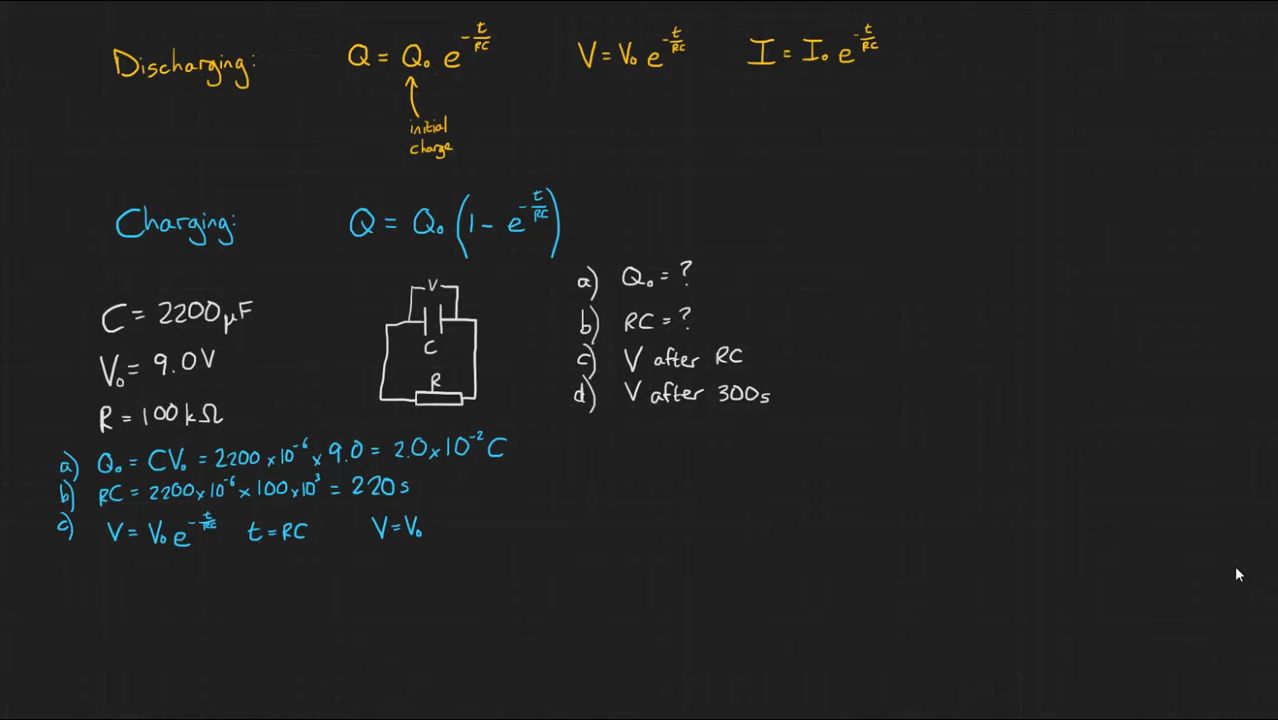 Discharging: Q = Q₀ e^(-t/RC) V = V₀ e^(-t/RC) I = I₀ e^(-t/RC)
initial
charge
Charging: Q = Q₀ (1 - e^(-t/RC))
C = 2200μF
V₀ = 9.0V
R = 100kΩ
V
C
R
a) Q₀ = ?
b) RC = ?
c) V after RC
d) V after 300s
a) Q₀ = CV₀ = 2200×10⁻⁶ × 9.0 = 2.0×10⁻² C
b) RC = 2200×10⁻⁶ × 100×10³ = 220 s
c) V = V₀ e^(-t/RC) t = RC V = V₀